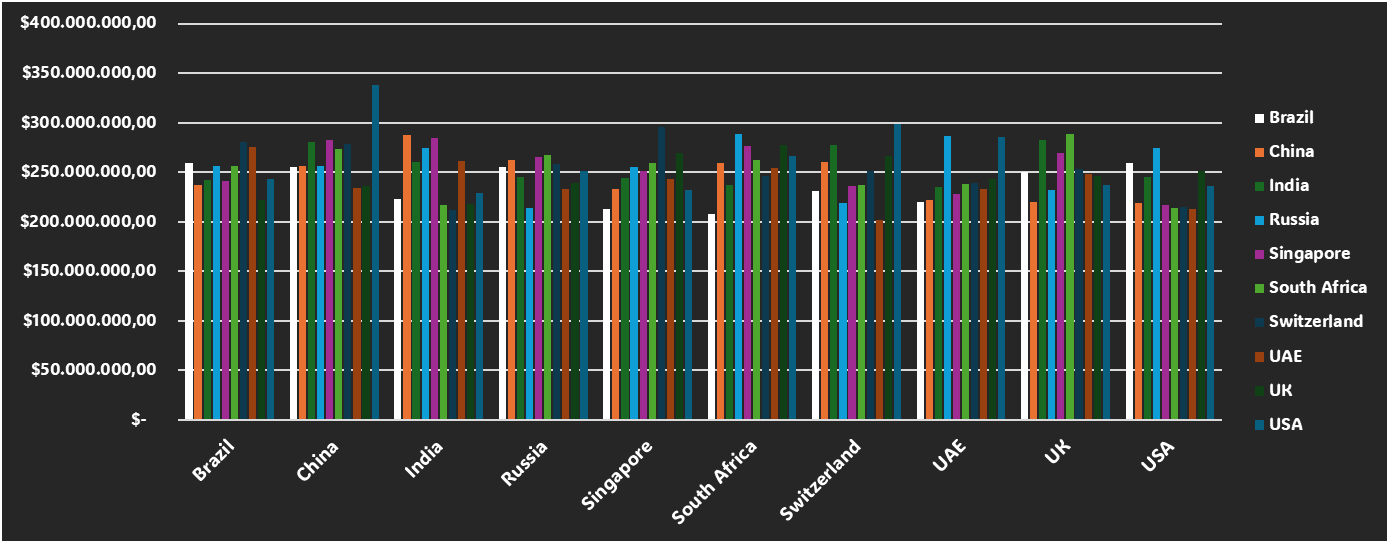 $400.000.000,00
$350.000.000,00
$300.000.000,00
$250.000.000,00
$200.000.000,00
$150.000.000,00
$100.000.000,00
$50.000.000,00
$-
Brazil
China
India
Russia
Singapore
South Africa
Switzerland
UAE
UK
USA
Brazil
China
India
Russia
Singapore
South Africa
Switzerland
UAE
UK
USA